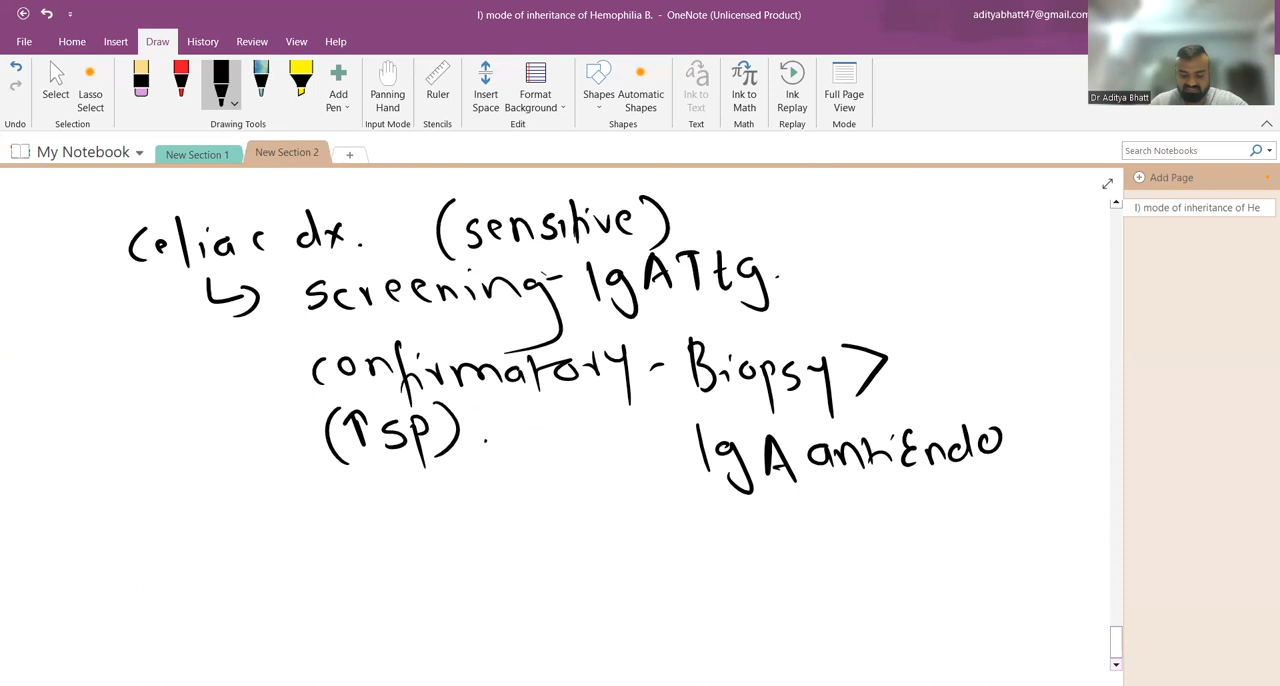 I) mode of inheritance of Hemophilia B. - OneNote (Unlicensed Product)
adityabhatt47@gmail.com
File Home Insert Draw History Review View Help
Select
Lasso Select
Add Pen
Panning Hand
Ruler
Insert Space
Format Background
Shapes
Automatic Shapes
Ink to Text
Ink to Math
Ink Replay
Full Page View
Undo Selection Drawing Tools Input Mode Stencils Edit Shapes Text Math Replay Mode
Dr Aditya Bhatt
My Notebook
New Section 1
New Section 2
Search Notebooks
Add Page
I) mode of inheritance of He
celiac dx. (sensitive)
screening - IgA Ttg.
confirmatory - Biopsy >
(↑ sp). IgA antiEndo